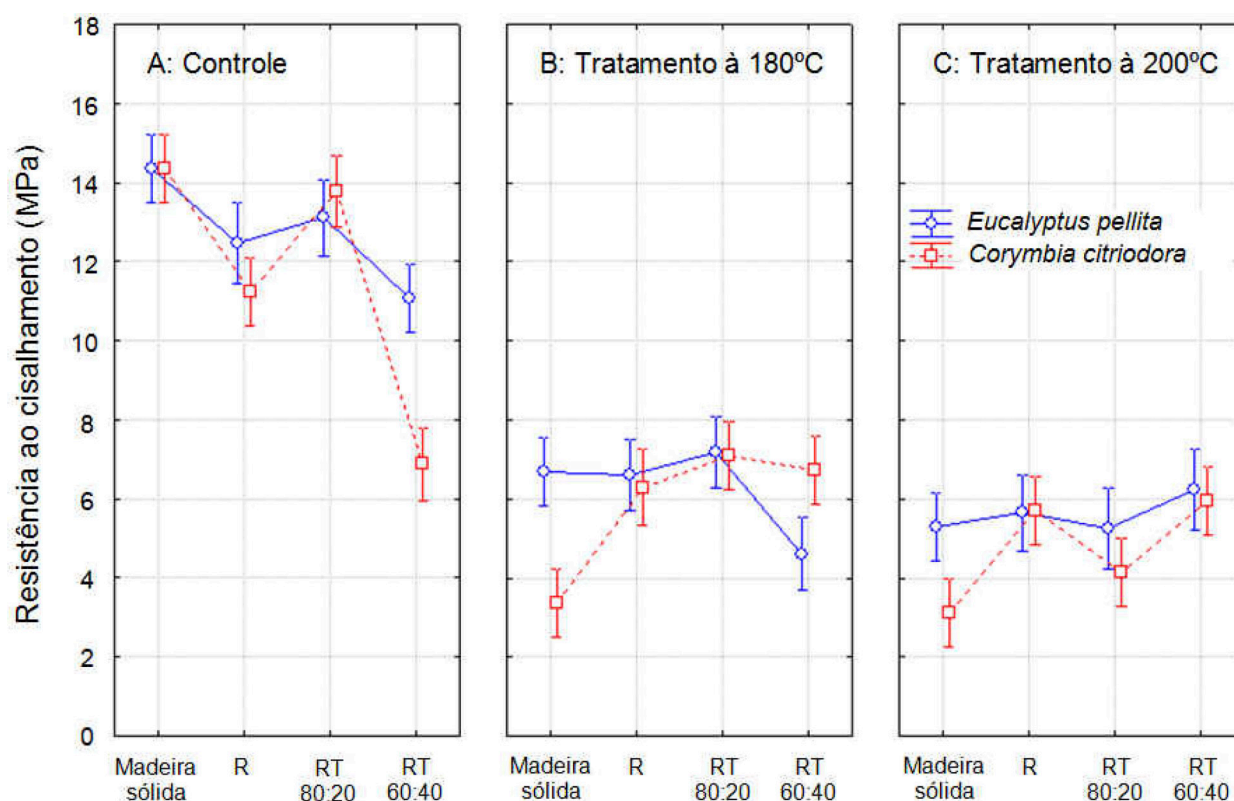 18
16
14
12
10
8
6
4
2
0
Resistência ao cisalhamento (MPa)
A: Controle
B: Tratamento à 180ºC
C: Tratamento à 200ºC
Eucalyptus pellita
Corymbia citriodora
Madeira
sólida
R
RT
80:20
RT
60:40
Madeira
sólida
R
RT
80:20
RT
60:40
Madeira
sólida
R
RT
80:20
RT
60:40